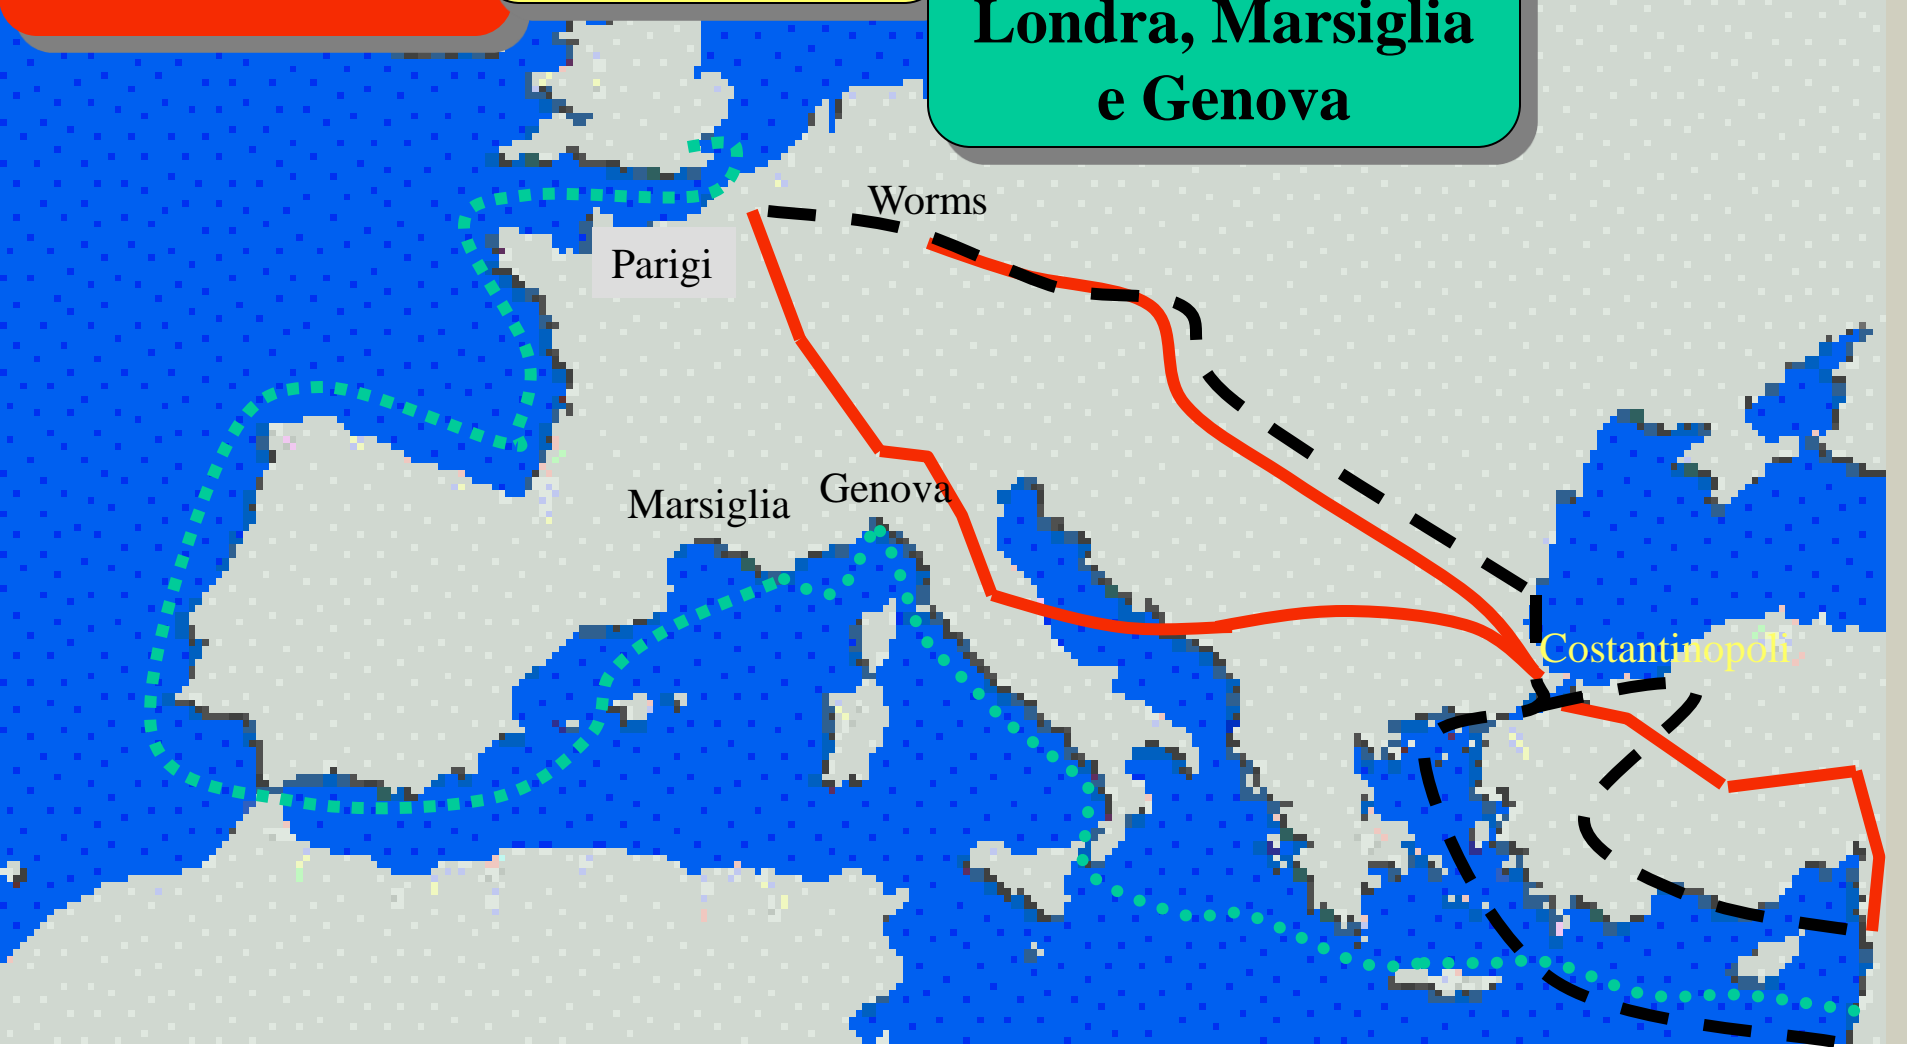 Londra, Marsiglia
e Genova
Worms
Parigi
Genova
Marsiglia
Costantinopoli